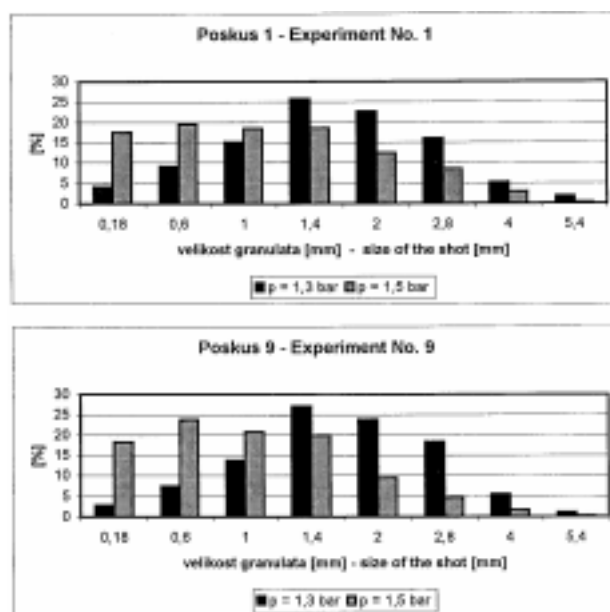 Poskus 1 - Experiment No. 1
30
25
20
15
10
5
0
[%]
0,18 0,6 1 1,4 2 2,8 4 5,4
velikost granulata [mm] - size of the shot [mm]
p = 1,3 bar p = 1,5 bar
Poskus 9 - Experiment No. 9
30
25
20
15
10
5
0
[%]
0,18 0,6 1 1,4 2 2,8 4 5,4
velikost granulata [mm] - size of the shot [mm]
p = 1,3 bar p = 1,5 bar